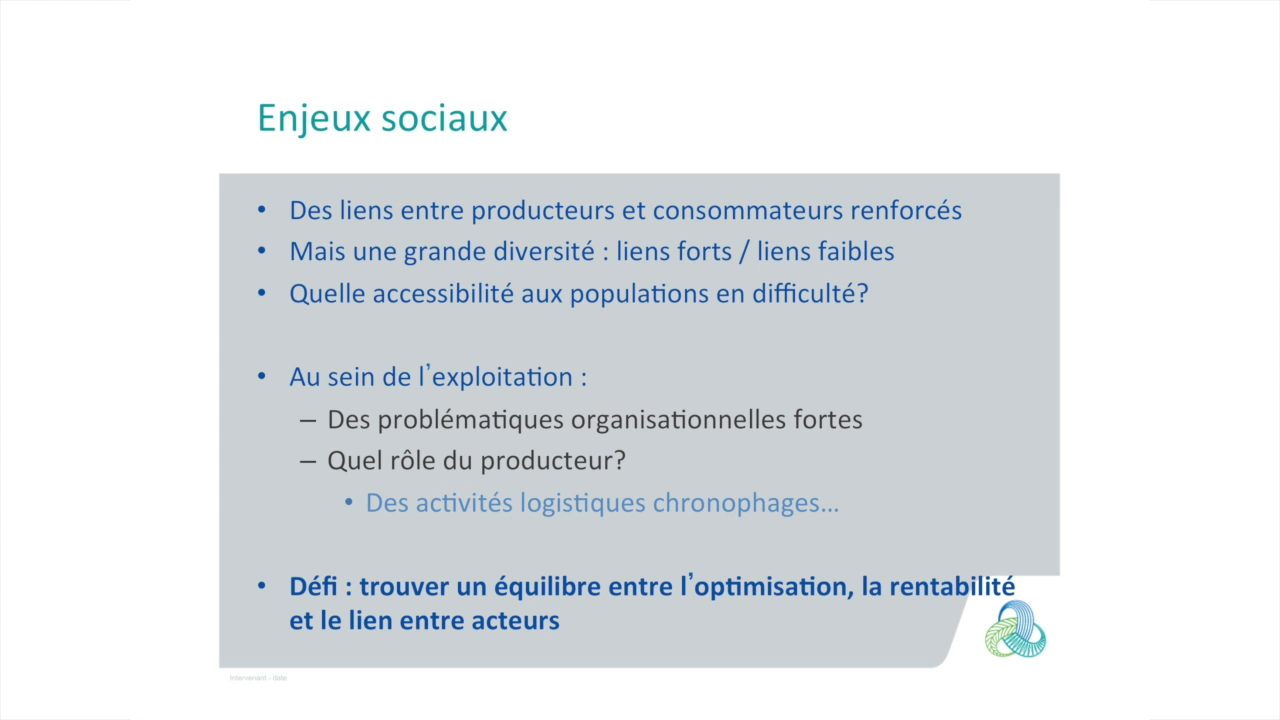 Enjeux sociaux
• Des liens entre producteurs et consommateurs renforcés
• Mais une grande diversité : liens forts / liens faibles
• Quelle accessibilité aux populations en difficulté?
• Au sein de l’exploitation :
– Des problématiques organisationnelles fortes
– Quel rôle du producteur?
• Des activités logistiques chronophages…
• Défi : trouver un équilibre entre l’optimisation, la rentabilité
et le lien entre acteurs
Intervenant - date